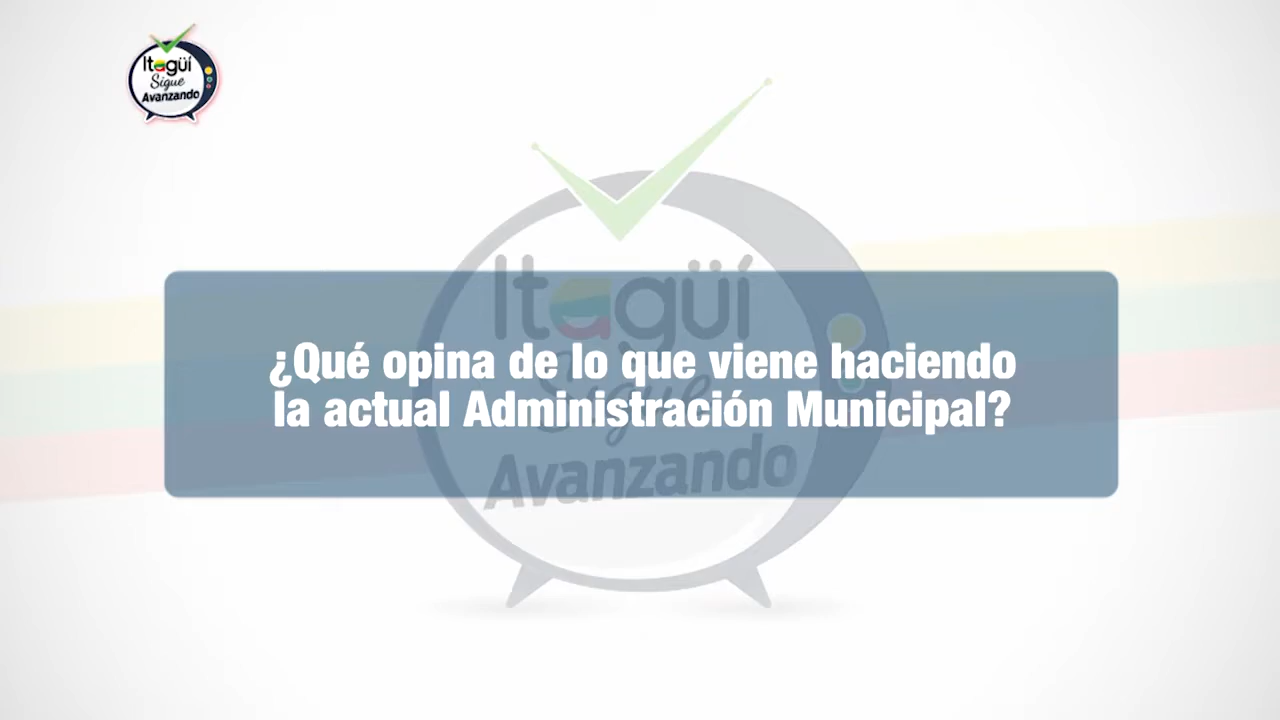 Itagüí
Sigue
Avanzando
Itagüí
¿Qué opina de lo que viene haciendo
la actual Administración Municipal?
Sigue
Avanzando